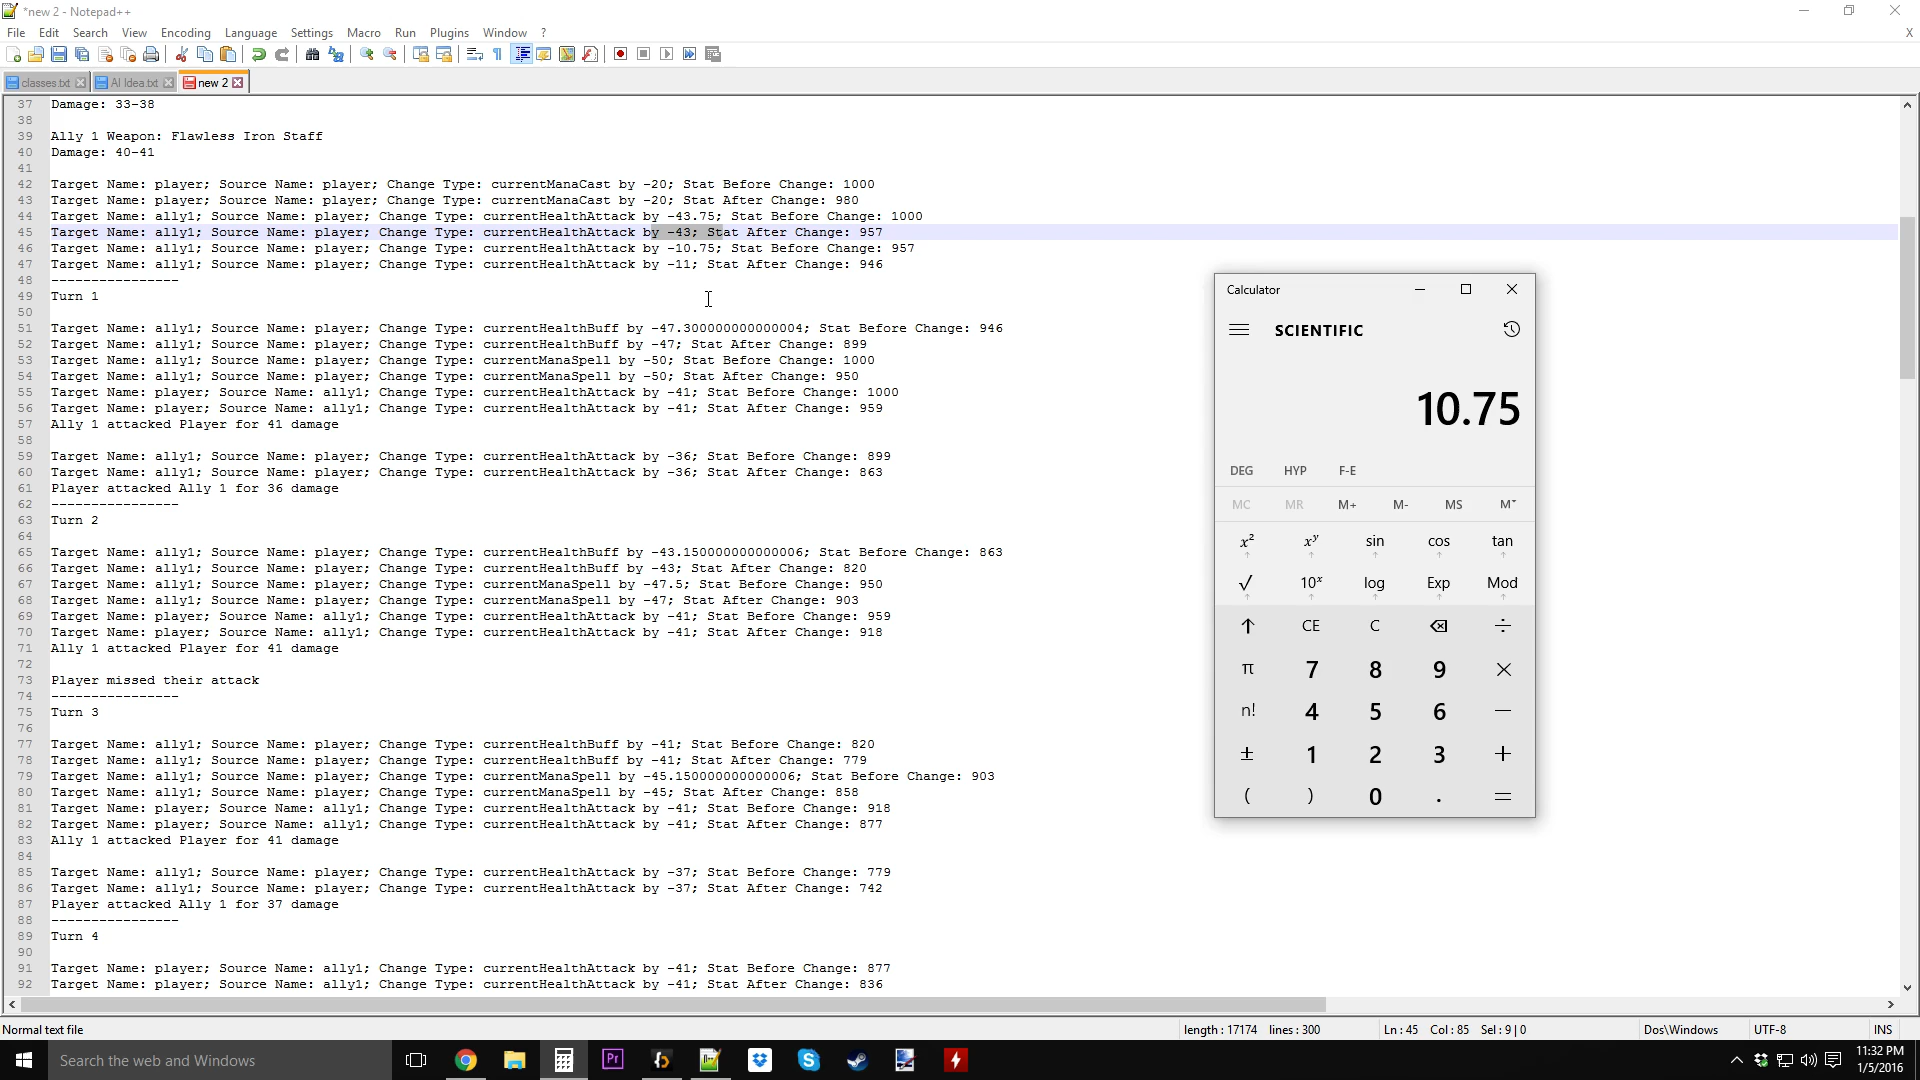 *new 2 - Notepad++
File Edit Search View Encoding Language Settings Macro Run Plugins Window ? X
classes.txt AI Idea.txt new 2
37 Damage: 33-38
38
39 Ally 1 Weapon: Flawless Iron Staff
40 Damage: 40-41
41
42 Target Name: player; Source Name: player; Change Type: currentManaCast by -20; Stat Before Change: 1000
43 Target Name: player; Source Name: player; Change Type: currentManaCast by -20; Stat After Change: 980
44 Target Name: ally1; Source Name: player; Change Type: currentHealthAttack by -43.75; Stat Before Change: 1000
45 Target Name: ally1; Source Name: player; Change Type: currentHealthAttack by -43; Stat After Change: 957
46 Target Name: ally1; Source Name: player; Change Type: currentHealthAttack by -10.75; Stat Before Change: 957
47 Target Name: ally1; Source Name: player; Change Type: currentHealthAttack by -11; Stat After Change: 946
48 ----------------
49 Turn 1
50
51 Target Name: ally1; Source Name: player; Change Type: currentHealthBuff by -47.300000000000004; Stat Before Change: 946
52 Target Name: ally1; Source Name: player; Change Type: currentHealthBuff by -47; Stat After Change: 899
53 Target Name: ally1; Source Name: player; Change Type: currentManaSpell by -50; Stat Before Change: 1000
54 Target Name: ally1; Source Name: player; Change Type: currentManaSpell by -50; Stat After Change: 950
55 Target Name: player; Source Name: ally1; Change Type: currentHealthAttack by -41; Stat Before Change: 1000
56 Target Name: player; Source Name: ally1; Change Type: currentHealthAttack by -41; Stat After Change: 959
57 Ally 1 attacked Player for 41 damage
58
59 Target Name: ally1; Source Name: player; Change Type: currentHealthAttack by -36; Stat Before Change: 899
60 Target Name: ally1; Source Name: player; Change Type: currentHealthAttack by -36; Stat After Change: 863
61 Player attacked Ally 1 for 36 damage
62 ----------------
63 Turn 2
64
65 Target Name: ally1; Source Name: player; Change Type: currentHealthBuff by -43.150000000000006; Stat Before Change: 863
66 Target Name: ally1; Source Name: player; Change Type: currentHealthBuff by -43; Stat After Change: 820
67 Target Name: ally1; Source Name: player; Change Type: currentManaSpell by -47.5; Stat Before Change: 950
68 Target Name: ally1; Source Name: player; Change Type: currentManaSpell by -47; Stat After Change: 903
69 Target Name: player; Source Name: ally1; Change Type: currentHealthAttack by -41; Stat Before Change: 959
70 Target Name: player; Source Name: ally1; Change Type: currentHealthAttack by -41; Stat After Change: 918
71 Ally 1 attacked Player for 41 damage
72
73 Player missed their attack
74 ----------------
75 Turn 3
76
77 Target Name: ally1; Source Name: player; Change Type: currentHealthBuff by -41; Stat Before Change: 820
78 Target Name: ally1; Source Name: player; Change Type: currentHealthBuff by -41; Stat After Change: 779
79 Target Name: ally1; Source Name: player; Change Type: currentManaSpell by -45.150000000000006; Stat Before Change: 903
80 Target Name: ally1; Source Name: player; Change Type: currentManaSpell by -45; Stat After Change: 858
81 Target Name: player; Source Name: ally1; Change Type: currentHealthAttack by -41; Stat Before Change: 918
82 Target Name: player; Source Name: ally1; Change Type: currentHealthAttack by -41; Stat After Change: 877
83 Ally 1 attacked Player for 41 damage
84
85 Target Name: ally1; Source Name: player; Change Type: currentHealthAttack by -37; Stat Before Change: 779
86 Target Name: ally1; Source Name: player; Change Type: currentHealthAttack by -37; Stat After Change: 742
87 Player attacked Ally 1 for 37 damage
88 ----------------
89 Turn 4
90
91 Target Name: player; Source Name: ally1; Change Type: currentHealthAttack by -41; Stat Before Change: 877
92 Target Name: player; Source Name: ally1; Change Type: currentHealthAttack by -41; Stat After Change: 836
Calculator
SCIENTIFIC
10.75
DEG HYP F-E
MC MR M+ M- MS M˅
x² xʸ sin cos tan
√ 10ˣ log Exp Mod
↑ CE C ⌫ ÷
π 7 8 9 ×
n! 4 5 6 −
± 1 2 3 +
( ) 0 . =
Normal text file length : 17174 lines : 300 Ln : 45 Col : 85 Sel : 9 | 0 Dos\Windows UTF-8 INS
Search the web and Windows
Pr
11:32 PM
1/5/2016